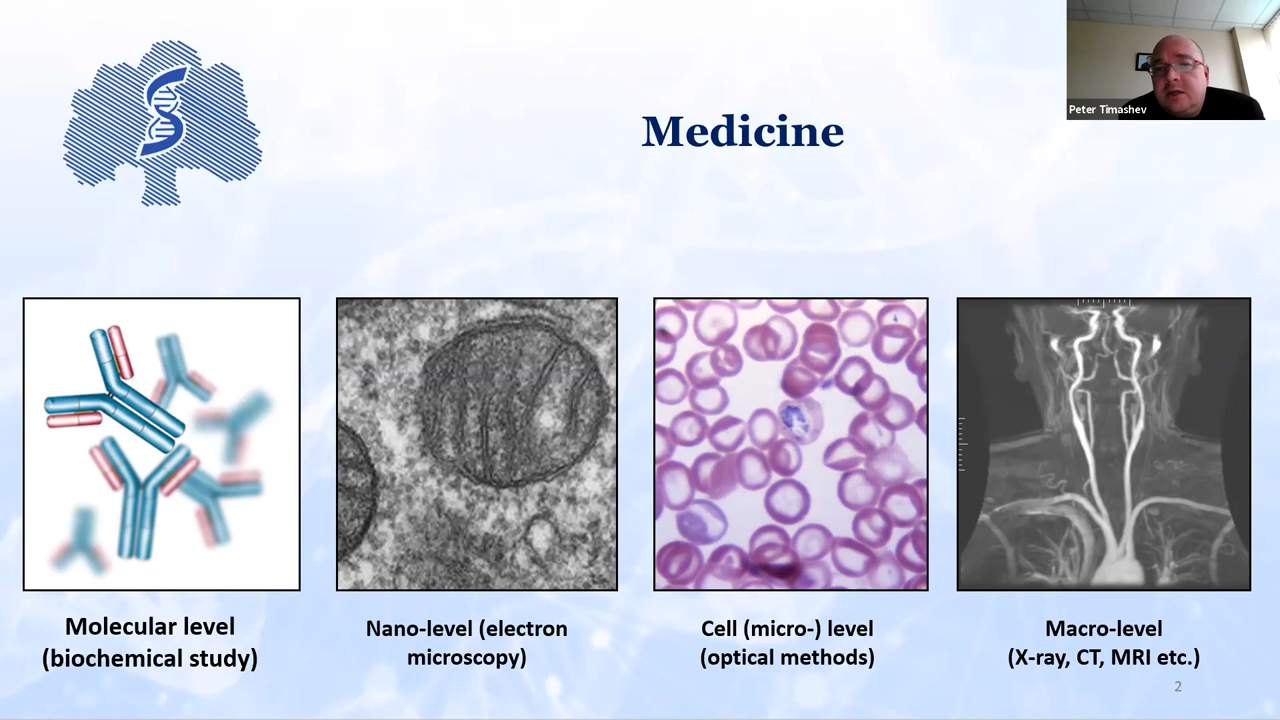 Peter Timashev
Medicine
Molecular level
(biochemical study)
Nano-level (electron
microscopy)
Cell (micro-) level
(optical methods)
Macro-level
(X-ray, CT, MRI etc.)
2